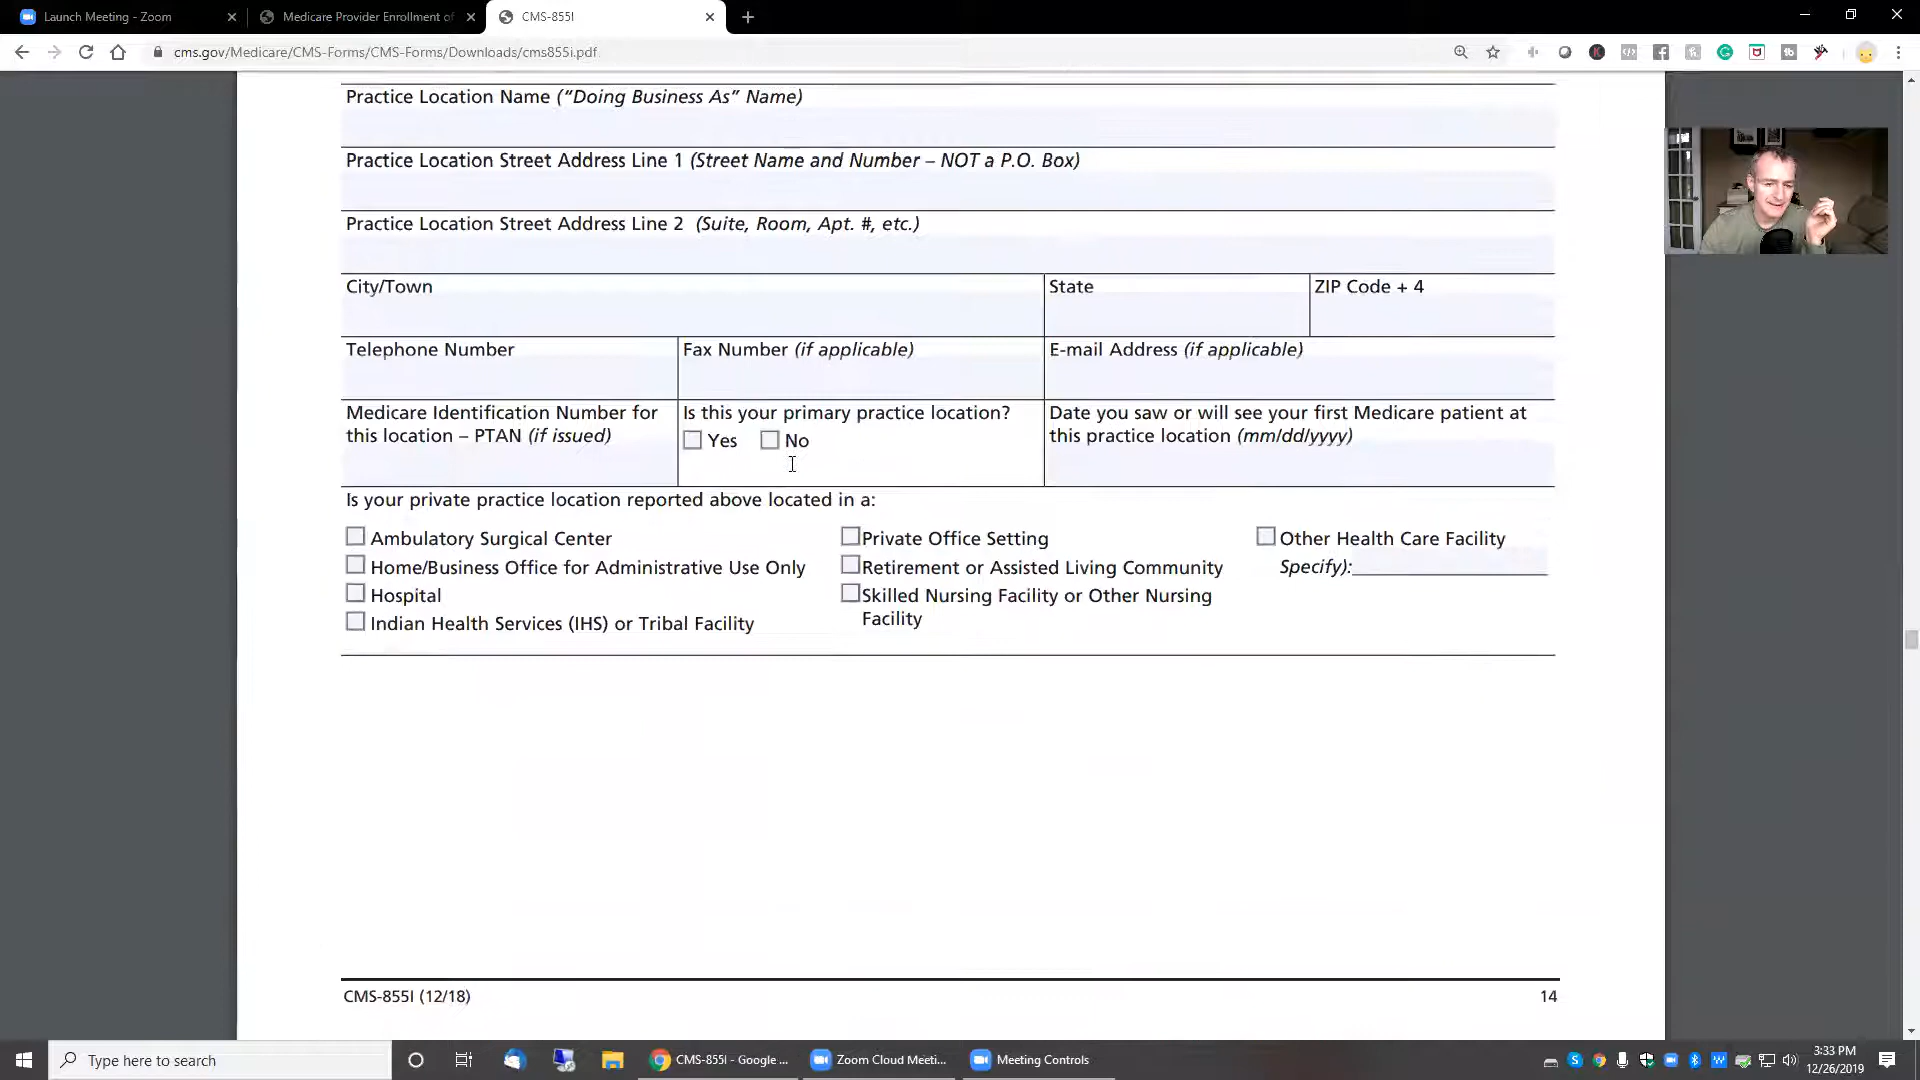 Launch Meeting - Zoom
Medicare Provider Enrollment of
CMS-855I
cms.gov/Medicare/CMS-Forms/CMS-Forms/Downloads/cms855i.pdf
Practice Location Name (“Doing Business As” Name)
Practice Location Street Address Line 1 (Street Name and Number – NOT a P.O. Box)
Practice Location Street Address Line 2 (Suite, Room, Apt. #, etc.)
City/Town
State
ZIP Code + 4
Telephone Number
Fax Number (if applicable)
E-mail Address (if applicable)
Medicare Identification Number for
this location – PTAN (if issued)
Is this your primary practice location?
Yes No
Date you saw or will see your first Medicare patient at
this practice location (mm/dd/yyyy)
Is your private practice location reported above located in a:
Ambulatory Surgical Center
Home/Business Office for Administrative Use Only
Hospital
Indian Health Services (IHS) or Tribal Facility
Private Office Setting
Retirement or Assisted Living Community
Skilled Nursing Facility or Other Nursing
Facility
Other Health Care Facility
Specify):
CMS-855I (12/18)
14
Type here to search
CMS-855I - Google ...
Zoom Cloud Meeti...
Meeting Controls
3:33 PM
12/26/2019